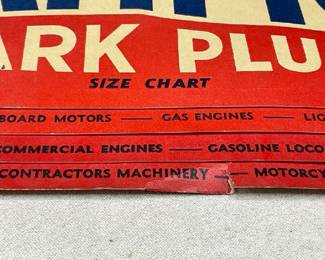 ARK PLU
SIZE CHART
BOARD MOTORS — GAS ENGINES — LIG
COMMERCIAL ENGINES — GASOLINE LOCO
CONTRACTORS MACHINERY — MOTORCY